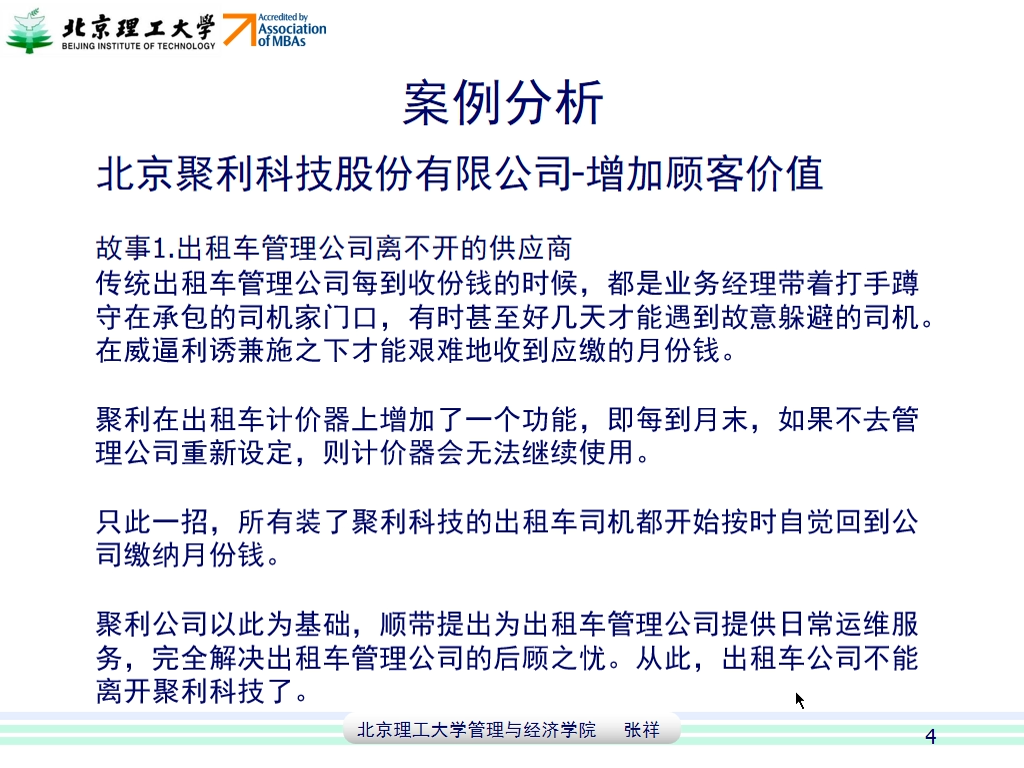 北京理工大学
BEIJING INSTITUTE OF TECHNOLOGY
Accredited by
Association
of MBAs
案例分析
北京聚利科技股份有限公司-增加顾客价值
故事1.出租车管理公司离不开的供应商
传统出租车管理公司每到收份钱的时候，都是业务经理带着打手蹲
守在承包的司机家门口，有时甚至好几天才能遇到故意躲避的司机。
在威逼利诱兼施之下才能艰难地收到应缴的月份钱。
聚利在出租车计价器上增加了一个功能，即每到月末，如果不去管
理公司重新设定，则计价器会无法继续使用。
只此一招，所有装了聚利科技的出租车司机都开始按时自觉回到公
司缴纳月份钱。
聚利公司以此为基础，顺带提出为出租车管理公司提供日常运维服
务，完全解决出租车管理公司的后顾之忧。从此，出租车公司不能
离开聚利科技了。
北京理工大学管理与经济学院 张祥
4